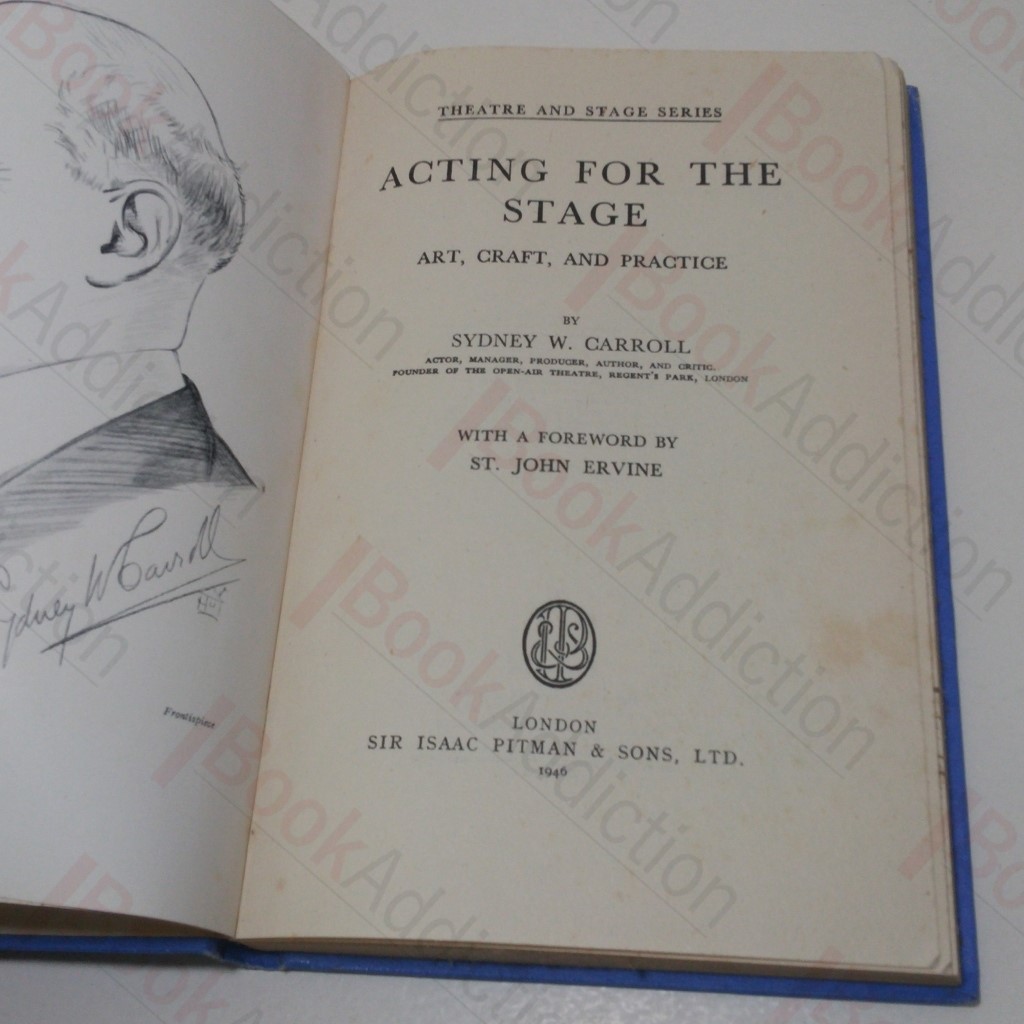 Sydney W Carroll
Frontispiece
THEATRE AND STAGE SERIES
ACTING FOR THE
STAGE
ART, CRAFT, AND PRACTICE
BY
SYDNEY W. CARROLL
ACTOR, MANAGER, PRODUCER, AUTHOR, AND CRITIC.
FOUNDER OF THE OPEN-AIR THEATRE, REGENT'S PARK, LONDON
WITH A FOREWORD BY
ST. JOHN ERVINE
LONDON
SIR ISAAC PITMAN & SONS, LTD.
1946
BookAddiction